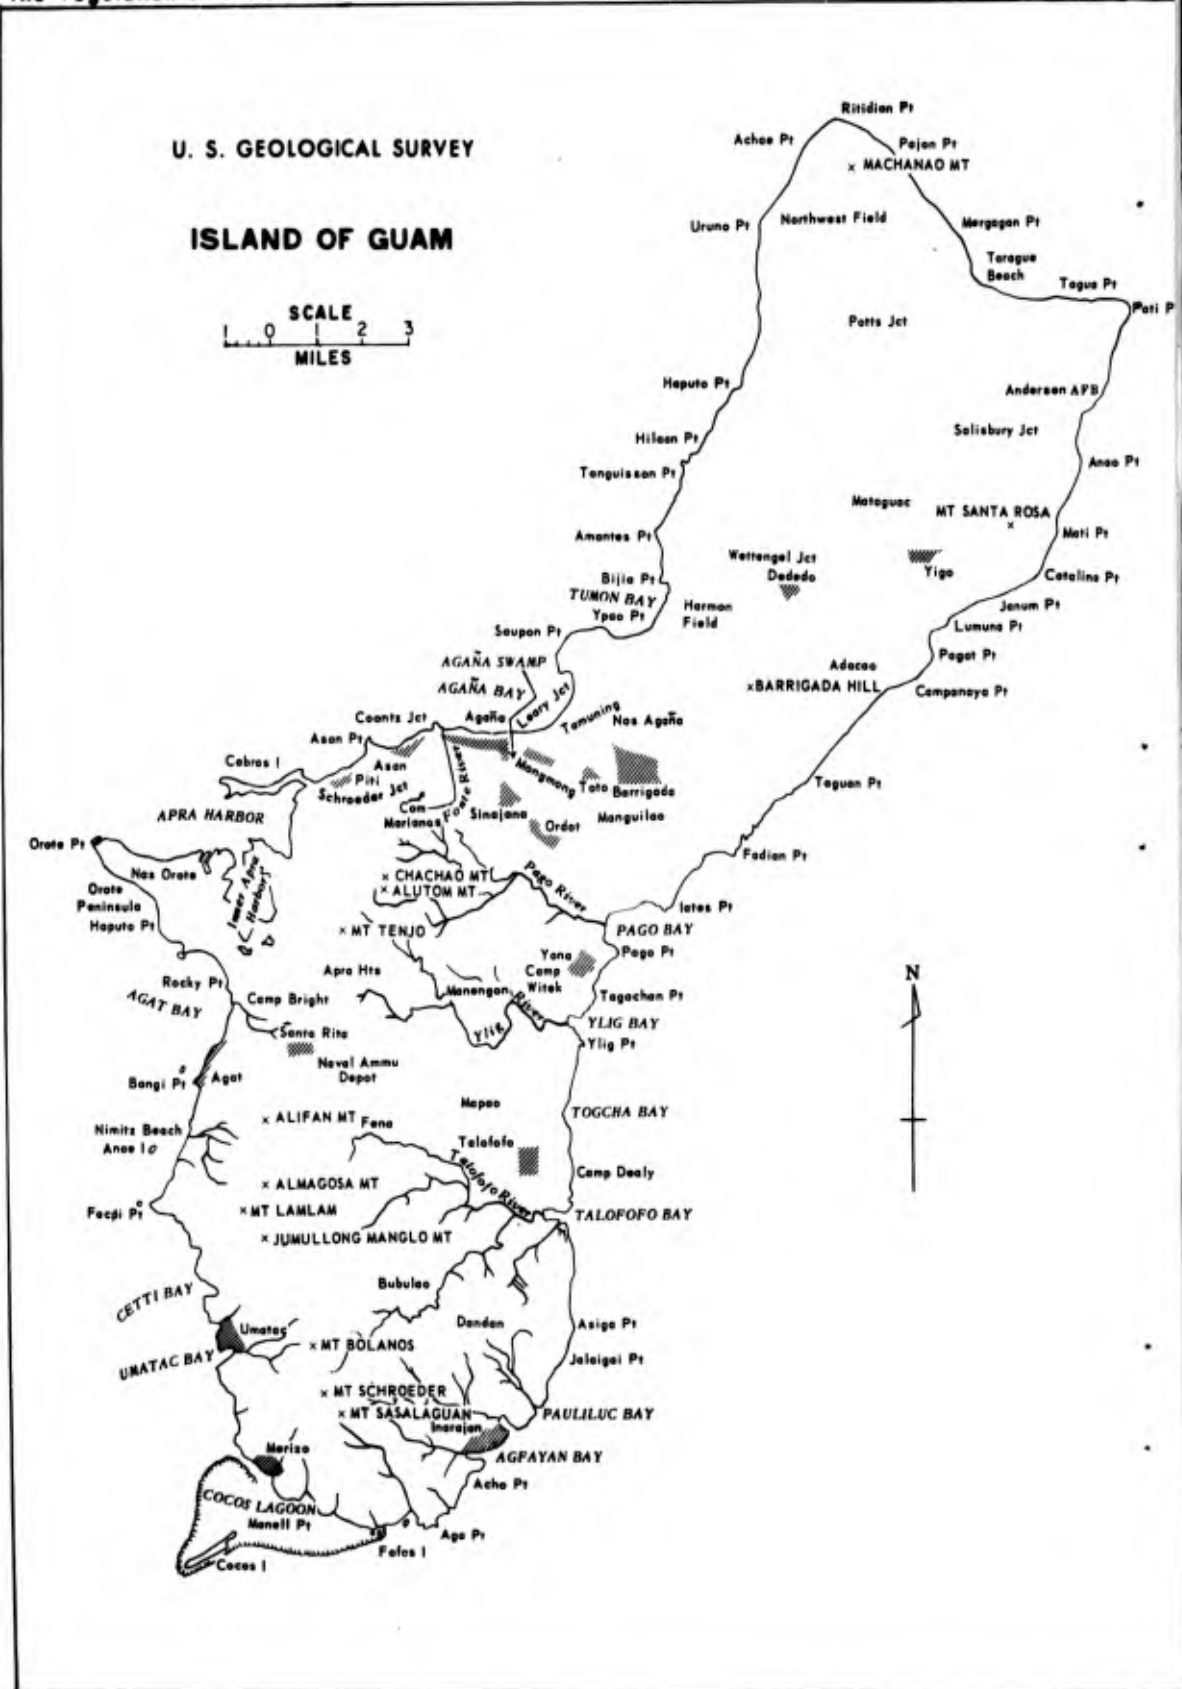 U. S. GEOLOGICAL SURVEY
ISLAND OF GUAM
SCALE
1 0 1 2 3
MILES
Ritidian Pt
Achae Pt
Pajon Pt
x MACHANAO MT
Uruno Pt
Northwest Field
Mergagan Pt
Tarague
Beach
Tagua Pt
Pati P
Potts Jct
Haputo Pt
Andersen AFB
Salisbury Jct
Hilaan Pt
Anao Pt
Tanguisson Pt
Mataguac
MT SANTA ROSA
x
Amantes Pt
Mati Pt
Wettengel Jct
Dededo
Yigo
Catalina Pt
Bijia Pt
TUMON BAY
Ypao Pt
Harmon
Field
Janum Pt
Lumuna Pt
Saupon Pt
Pagat Pt
AGAÑA SWAMP
Adacao
AGAÑA BAY
x BARRIGADA HILL
Campanaya Pt
Leary Jct
Coontz Jct
Agaña
Tamuning
Nas Agaña
Asan Pt
Asan
Cabras I
Piti
Schroeder Jct
Mongmong
Toto
Barrigada
Taguan Pt
Fonte River
Com
Marianas
Sinajana
Ordot
Manguilao
APRA HARBOR
Orote Pt
Fadian Pt
Nas Orote
Inner Apra
Harbor
x CHACHAO MT
x ALUTOM MT
Pago River
Orote
Peninsula
Haputo Pt
Iates Pt
x MT TENJO
PAGO BAY
Pago Pt
Yona
Camp
Witek
Apra Hts
Rocky Pt
AGAT BAY
Camp Bright
Manengon
Ylig River
Tagachan Pt
YLIG BAY
Ylig Pt
Santa Rita
Naval Ammu
Depot
Bangi Pt
Agat
Mapao
TOGCHA BAY
x ALIFAN MT
Fena
Nimitz Beach
Anae I
Talofofo
Talofofo River
Camp Dealy
x ALMAGOSA MT
Facpi Pt
x MT LAMLAM
TALOFOFO BAY
x JUMULLONG MANGLO MT
Bubulao
CETTI BAY
Dandan
Asiga Pt
Umatac
x MT BOLANOS
UMATAC BAY
Jalaigai Pt
x MT SCHROEDER
x MT SASALAGUAN
Inarajan
PAULILUC BAY
AGFAYAN BAY
Merizo
Acho Pt
COCOS LAGOON
Manell Pt
Aga Pt
Fofos I
Cocos I
N